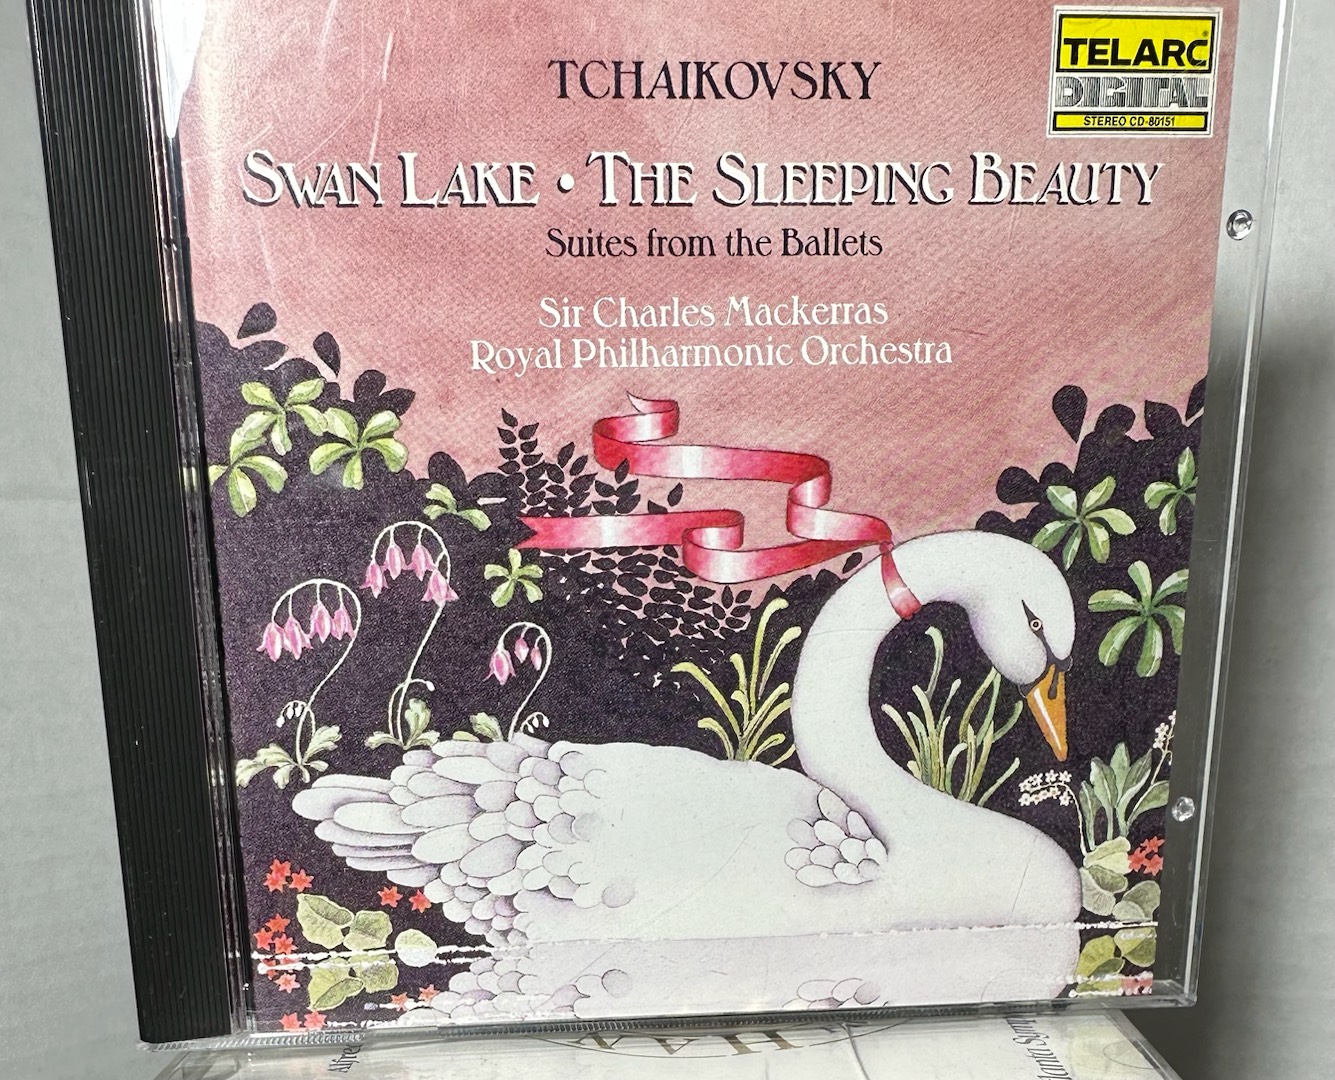 TELARC®
DIGITAL
STEREO CD-80151
TCHAIKOVSKY
SWAN LAKE • THE SLEEPING BEAUTY
Suites from the Ballets
Sir Charles Mackerras
Royal Philharmonic Orchestra